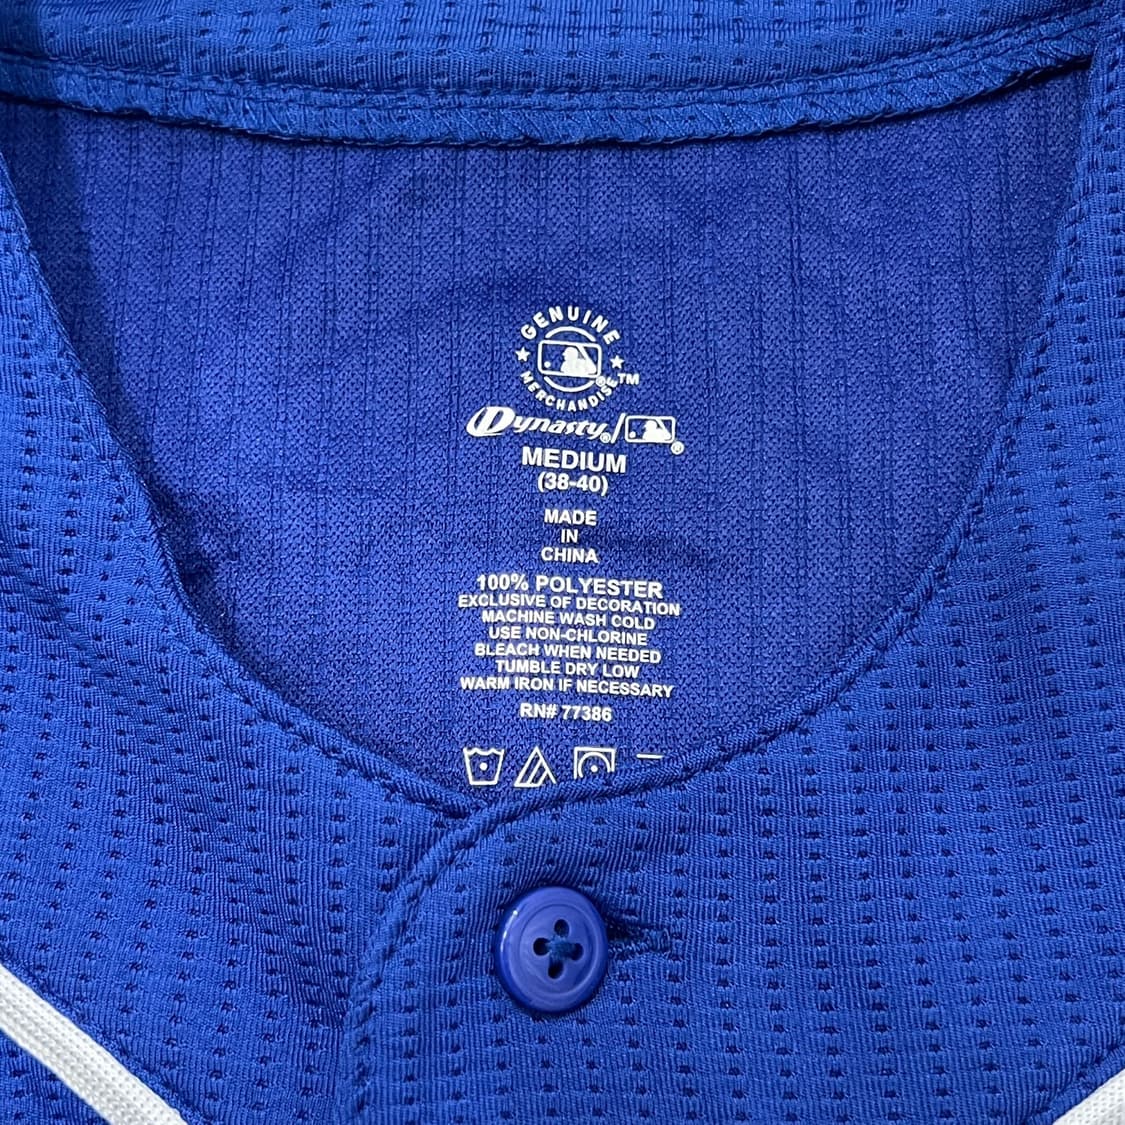 GENUINE
MERCHANDISE™
Dynasty®/®
MEDIUM
(38-40)
MADE
IN
CHINA
100% POLYESTER
EXCLUSIVE OF DECORATION
MACHINE WASH COLD
USE NON-CHLORINE
BLEACH WHEN NEEDED
TUMBLE DRY LOW
WARM IRON IF NECESSARY
RN# 77386